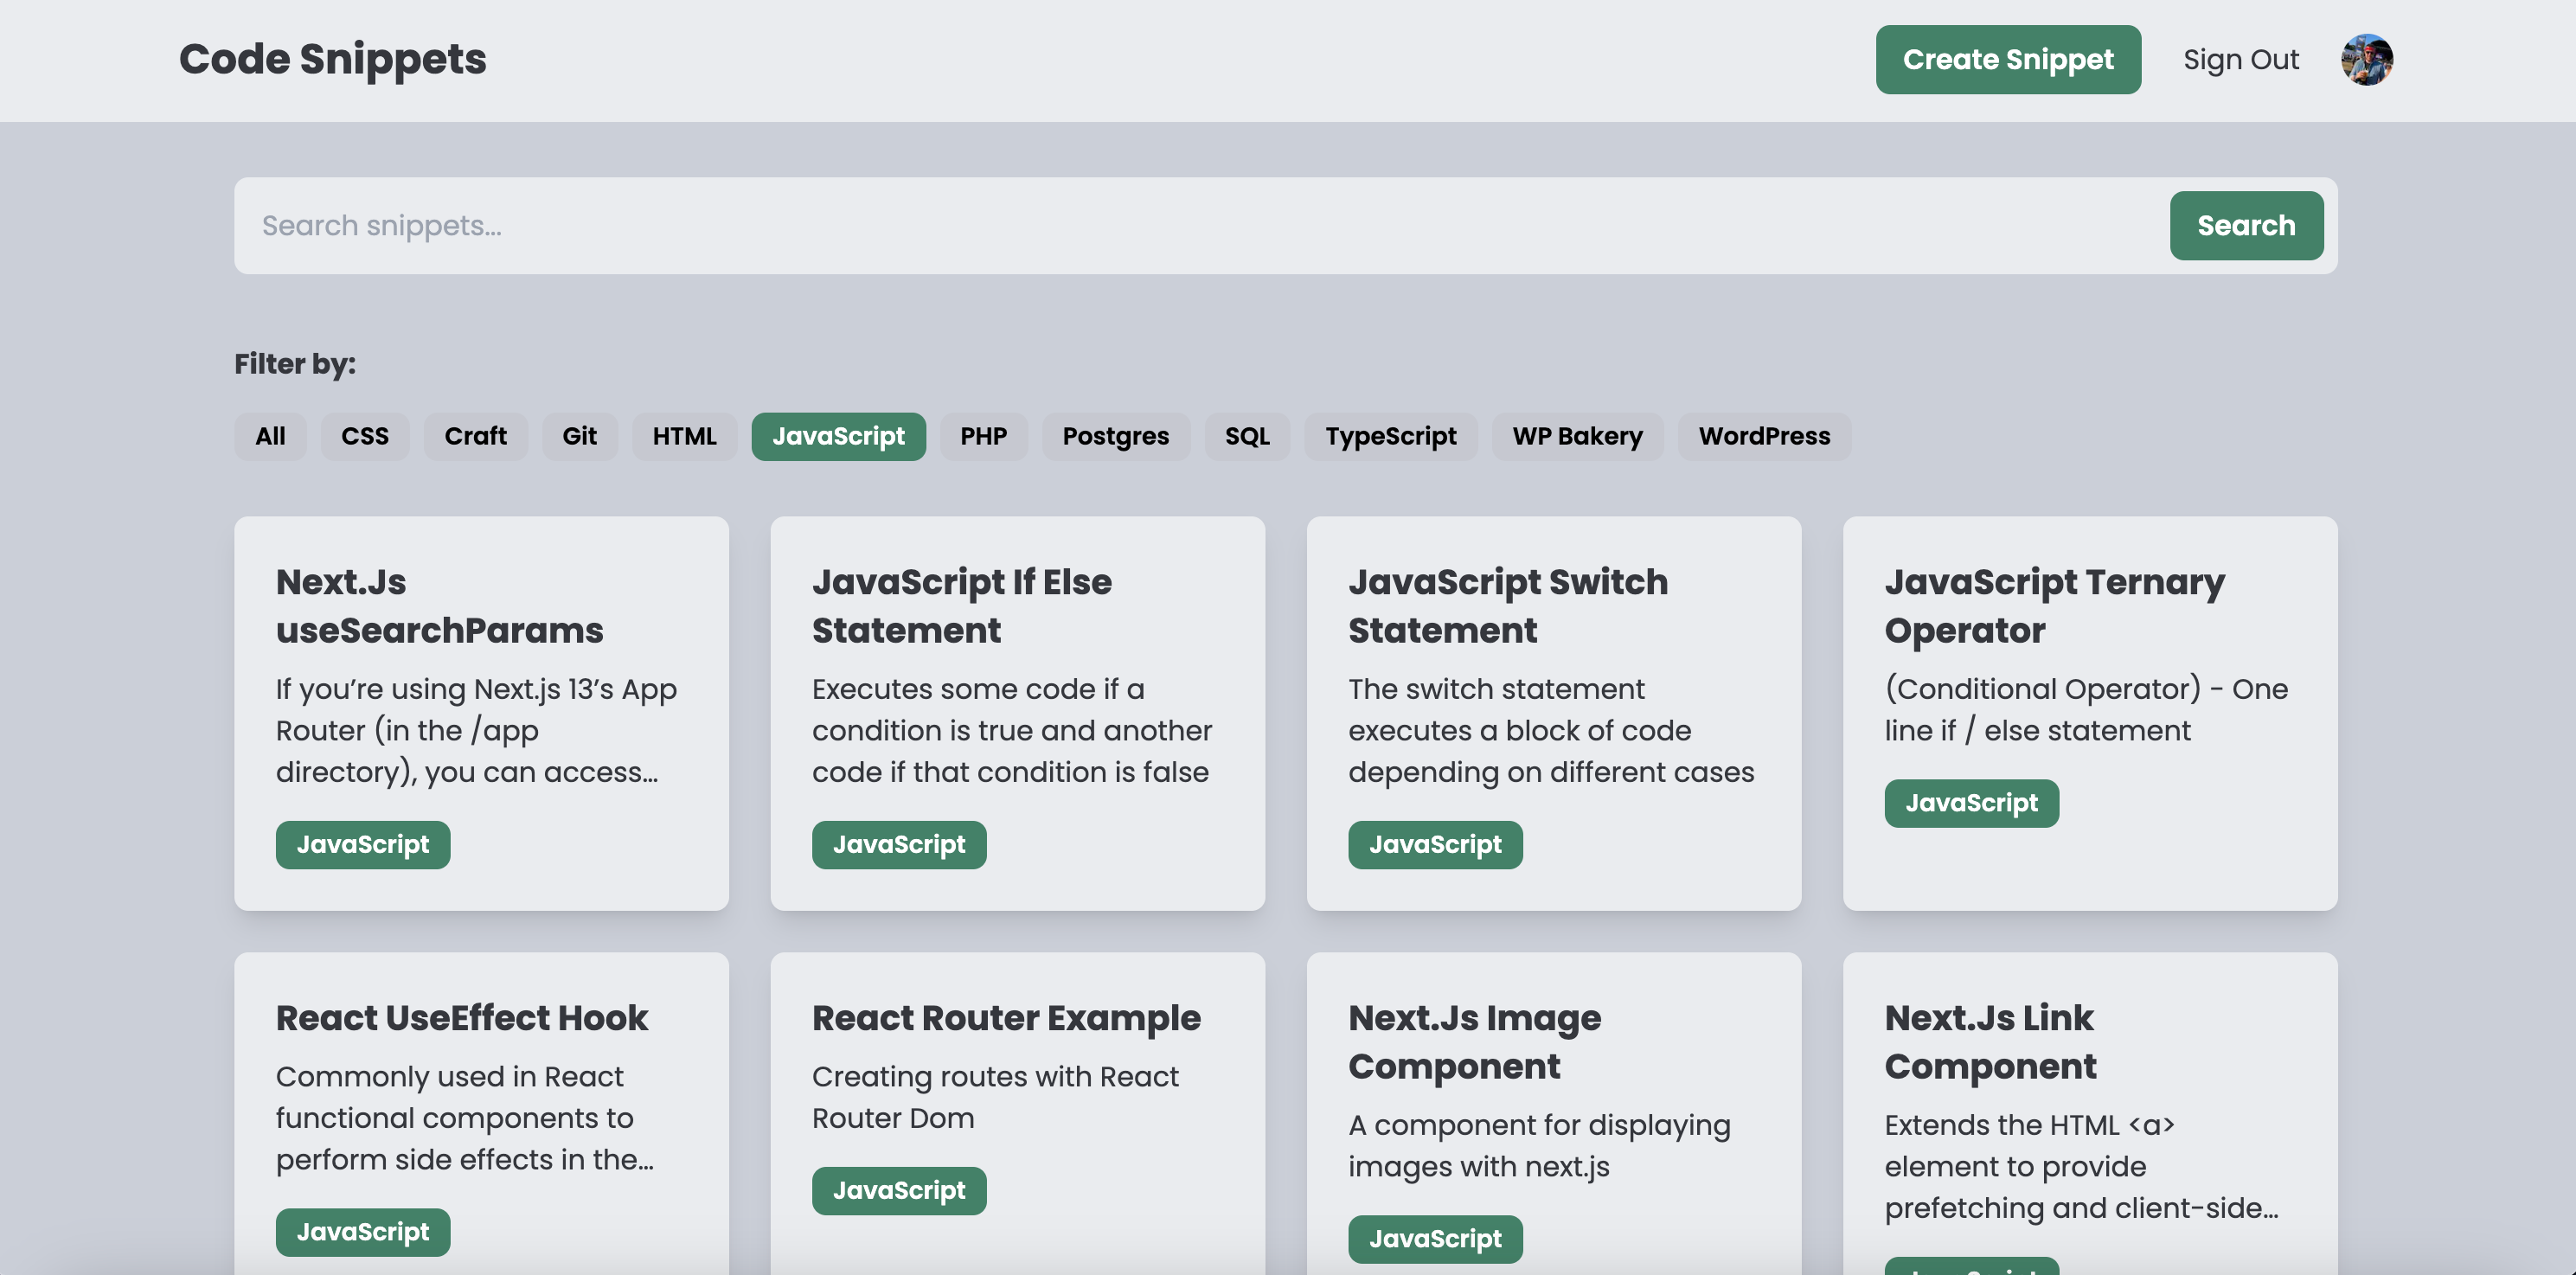 Code Snippets
Create Snippet
Sign Out
Search snippets...
Search
Filter by:
All
CSS
Craft
Git
HTML
JavaScript
PHP
Postgres
SQL
TypeScript
WP Bakery
WordPress
Next.Js
useSearchParams
If you’re using Next.js 13’s App
Router (in the /app
directory), you can access...
JavaScript
JavaScript If Else
Statement
Executes some code if a
condition is true and another
code if that condition is false
JavaScript
JavaScript Switch
Statement
The switch statement
executes a block of code
depending on different cases
JavaScript
JavaScript Ternary
Operator
(Conditional Operator) - One
line if / else statement
JavaScript
React UseEffect Hook
Commonly used in React
functional components to
perform side effects in the...
JavaScript
React Router Example
Creating routes with React
Router Dom
JavaScript
Next.Js Image
Component
A component for displaying
images with next.js
JavaScript
Next.Js Link
Component
Extends the HTML <a>
element to provide
prefetching and client-side...